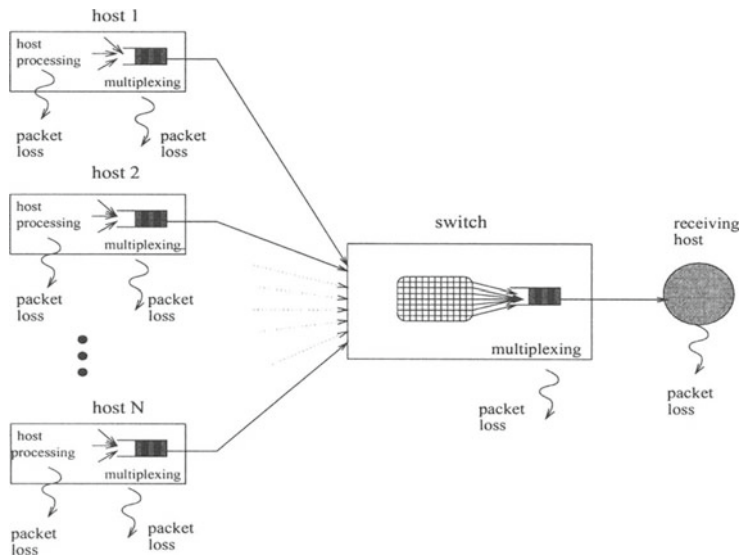 host 1
host
processing
multiplexing
packet
loss
packet
loss
host 2
host
processing
multiplexing
packet
loss
packet
loss
host N
host
processing
multiplexing
packet
loss
packet
loss
switch
multiplexing
packet
loss
receiving
host
packet
loss